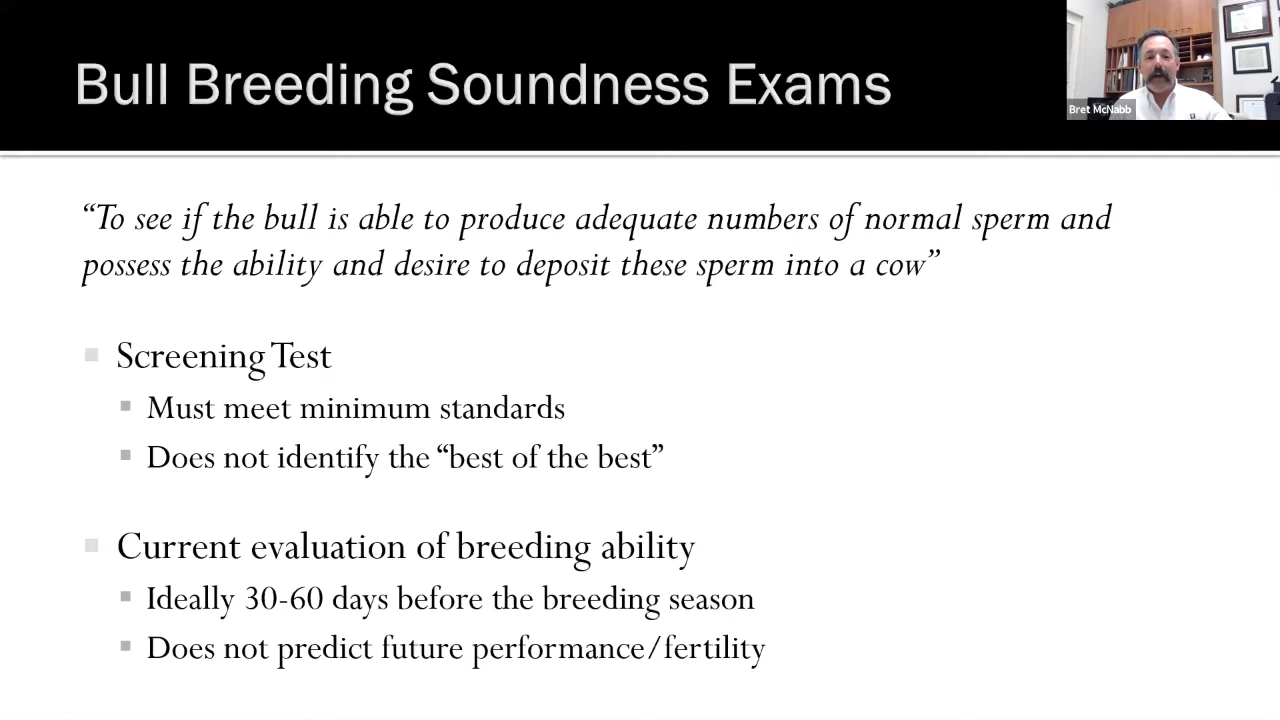 Bull Breeding Soundness Exams
Bret McNabb
“To see if the bull is able to produce adequate numbers of normal sperm and
possess the ability and desire to deposit these sperm into a cow”
Screening Test
Must meet minimum standards
Does not identify the “best of the best”
Current evaluation of breeding ability
Ideally 30-60 days before the breeding season
Does not predict future performance/fertility